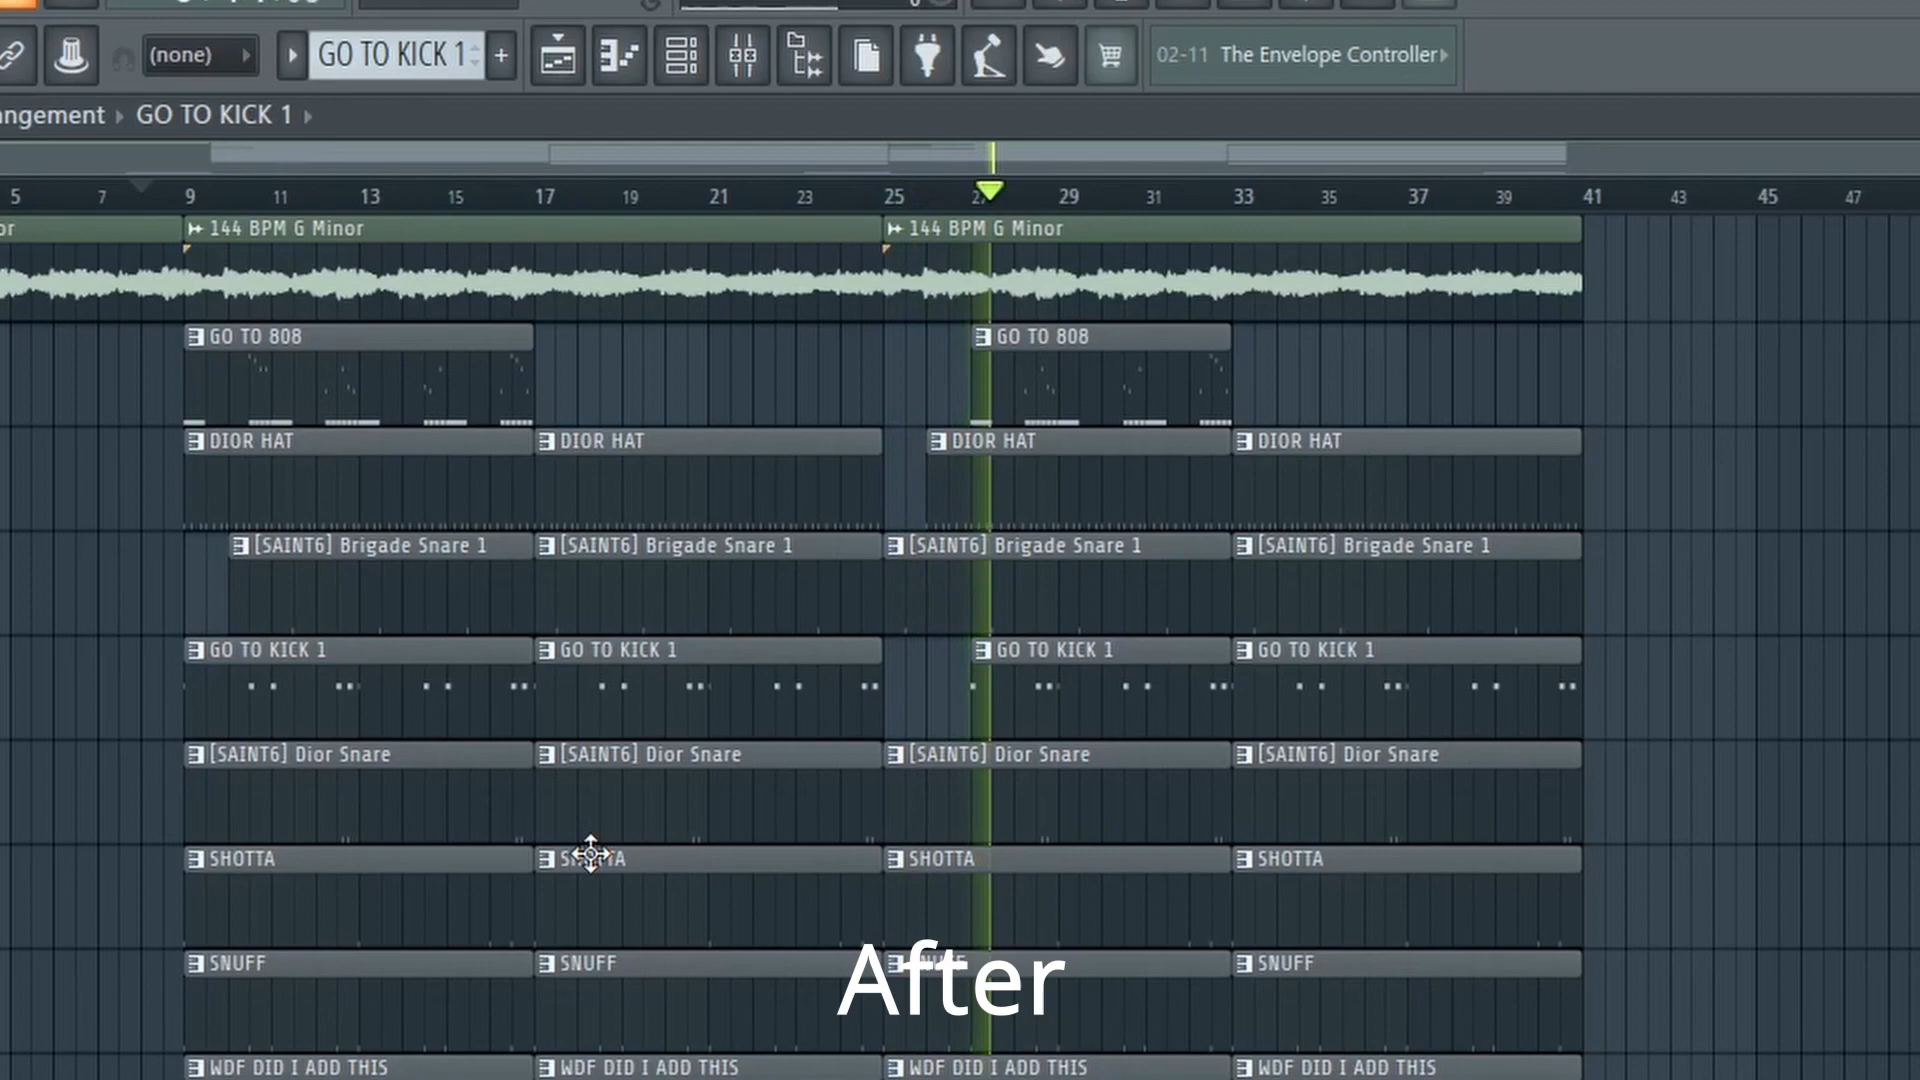 (none) GO TO KICK 1 + 02-11 The Envelope Controller
angement GO TO KICK 1
5 7 9 11 13 15 17 19 21 23 25 27 29 31 33 35 37 39 41 43 45 47
or 144 BPM G Minor 144 BPM G Minor
GO TO 808 GO TO 808
DIOR HAT DIOR HAT DIOR HAT DIOR HAT
[SAINT6] Brigade Snare 1 [SAINT6] Brigade Snare 1 [SAINT6] Brigade Snare 1 [SAINT6] Brigade Snare 1
GO TO KICK 1 GO TO KICK 1 GO TO KICK 1 GO TO KICK 1
[SAINT6] Dior Snare [SAINT6] Dior Snare [SAINT6] Dior Snare [SAINT6] Dior Snare
SHOTTA SHOTTA SHOTTA SHOTTA
SNUFF SNUFF SNUFF SNUFF
After
WDF DID I ADD THIS WDF DID I ADD THIS WDF DID I ADD THIS WDF DID I ADD THIS